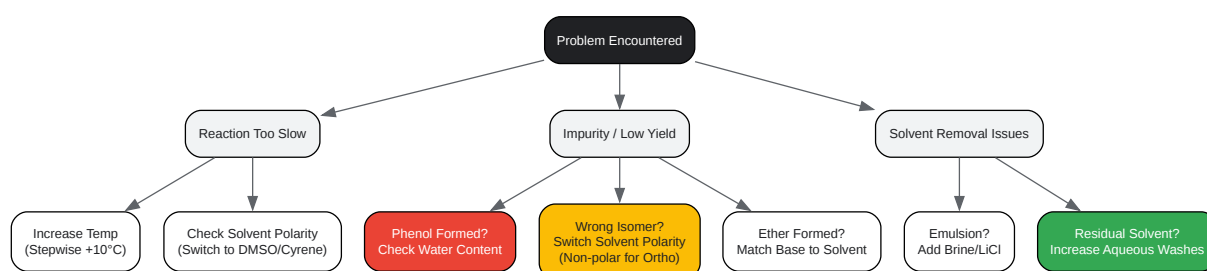 Problem Encountered
Reaction Too Slow
Impurity / Low Yield
Solvent Removal Issues
Increase Temp
(Stepwise +10°C)
Check Solvent Polarity
(Switch to DMSO/Cyrene)
Phenol Formed?
Check Water Content
Wrong Isomer?
Switch Solvent Polarity
(Non-polar for Ortho)
Ether Formed?
Match Base to Solvent
Emulsion?
Add Brine/LiCl
Residual Solvent?
Increase Aqueous Washes